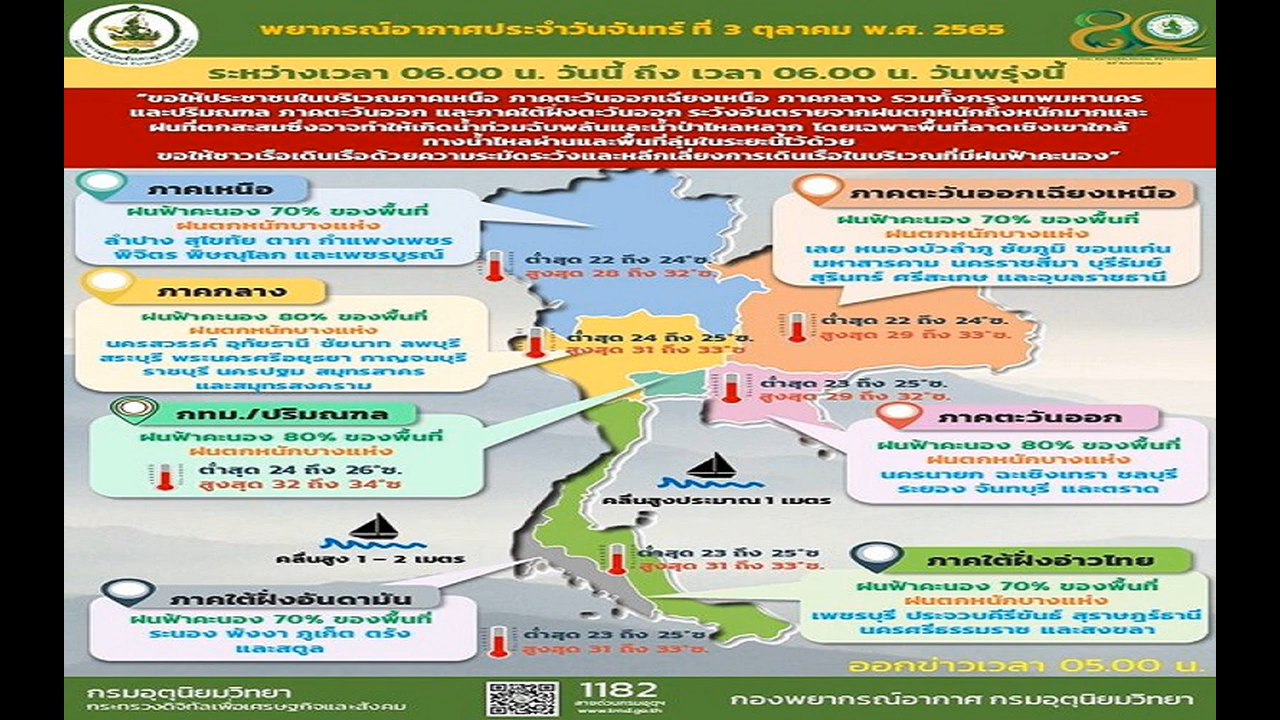 พยากรณ์อากาศประจำวันจันทร์ ที่ 3 ตุลาคม พ.ศ. 2565
ระหว่างเวลา 06.00 น. วันนี้ ถึง เวลา 06.00 น. วันพรุ่งนี้
"ขอให้ประชาชนในบริเวณภาคเหนือ ภาคตะวันออกเฉียงเหนือ ภาคกลาง รวมทั้งกรุงเทพมหานคร
และปริมณฑล ภาคตะวันออก และภาคใต้ฝั่งตะวันออก ระวังอันตรายจากฝนตกหนักถึงหนักมากและ
ฝนที่ตกสะสมซึ่งอาจทำให้เกิดน้ำท่วมฉับพลันและน้ำป่าไหลหลาก โดยเฉพาะพื้นที่ลาดเชิงเขาใกล้
ทางน้ำไหลผ่านและพื้นที่ลุ่มในระยะนี้ไว้ด้วย
ขอให้ชาวเรือเดินเรือด้วยความระมัดระวังและหลีกเลี่ยงการเดินเรือในบริเวณที่มีฝนฟ้าคะนอง"
ภาคเหนือ
ฝนฟ้าคะนอง 70% ของพื้นที่
ฝนตกหนักบางแห่ง
ลำปาง สุโขทัย ตาก กำแพงเพชร
พิจิตร พิษณุโลก และเพชรบูรณ์
ต่ำสุด 22 ถึง 24°ซ.
สูงสุด 28 ถึง 32°ซ.
ภาคตะวันออกเฉียงเหนือ
ฝนฟ้าคะนอง 70% ของพื้นที่
ฝนตกหนักบางแห่ง
เลย หนองบัวลำภู ชัยภูมิ ขอนแก่น
มหาสารคาม นครราชสีมา บุรีรัมย์
สุรินทร์ ศรีสะเกษ และอุบลราชธานี
ต่ำสุด 22 ถึง 24°ซ.
สูงสุด 29 ถึง 33°ซ.
ภาคกลาง
ฝนฟ้าคะนอง 80% ของพื้นที่
ฝนตกหนักบางแห่ง
นครสวรรค์ อุทัยธานี ชัยนาท ลพบุรี
สระบุรี พระนครศรีอยุธยา กาญจนบุรี
ราชบุรี นครปฐม สมุทรสาคร
และสมุทรสงคราม
ต่ำสุด 24 ถึง 25°ซ.
สูงสุด 31 ถึง 33°ซ
กทม./ปริมณฑล
ฝนฟ้าคะนอง 80% ของพื้นที่
ฝนตกหนักบางแห่ง
ต่ำสุด 24 ถึง 26°ซ.
สูงสุด 32 ถึง 34°ซ
ต่ำสุด 23 ถึง 25°ซ.
สูงสุด 29 ถึง 32°ซ.
ภาคตะวันออก
ฝนฟ้าคะนอง 80% ของพื้นที่
ฝนตกหนักบางแห่ง
นครนายก ฉะเชิงเทรา ชลบุรี
ระยอง จันทบุรี และตราด
คลื่นสูงประมาณ 1 เมตร
คลื่นสูง 1 - 2 เมตร
ต่ำสุด 23 ถึง 25°ซ
สูงสุด 31 ถึง 33°ซ.
ภาคใต้ฝั่งอ่าวไทย
ฝนฟ้าคะนอง 70% ของพื้นที่
ฝนตกหนักบางแห่ง
เพชรบุรี ประจวบคีรีขันธ์ สุราษฎร์ธานี
นครศรีธรรมราช และสงขลา
ภาคใต้ฝั่งอันดามัน
ฝนฟ้าคะนอง 70% ของพื้นที่
ระนอง พังงา ภูเก็ต ตรัง
และสตูล
ต่ำสุด 23 ถึง 25°ซ
สูงสุด 31 ถึง 33°ซ.
ออกข่าวเวลา 05.00 น.
กรมอุตุนิยมวิทยา
กระทรวงดิจิทัลเพื่อเศรษฐกิจและสังคม
1182
สายด่วนกรมอุตุฯ
www.tmd.go.th
กองพยากรณ์อากาศ กรมอุตุนิยมวิทยา